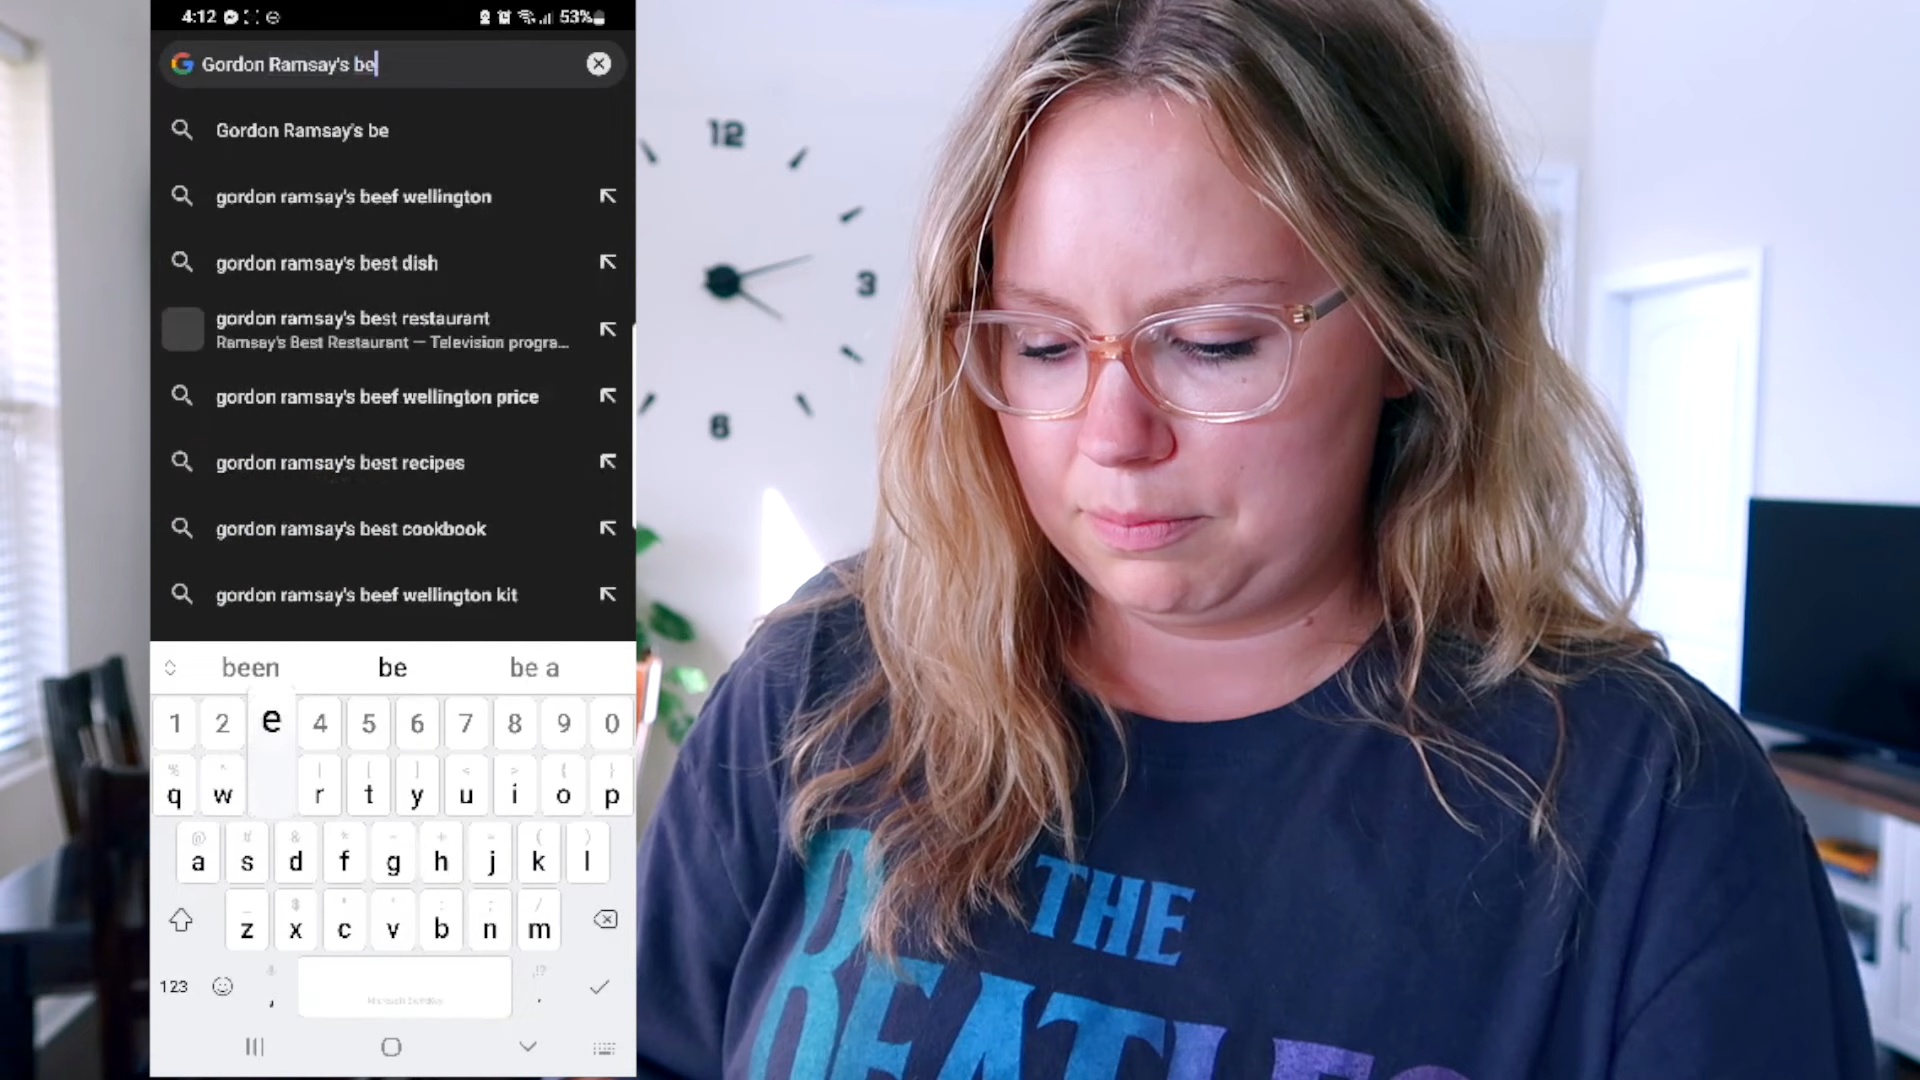 4:12
53%
Gordon Ramsay's be
Gordon Ramsay's be
gordon ramsay's beef wellington
gordon ramsay's best dish
gordon ramsay's best restaurant
Ramsay's Best Restaurant — Television progra...
gordon ramsay's beef wellington price
gordon ramsay's best recipes
gordon ramsay's best cookbook
gordon ramsay's beef wellington kit
been be be a
1 2 e 4 5 6 7 8 9 0
q w r t y u i o p
a s d f g h j k l
z x c v b n m
123 , .
Microsoft SwiftKey
12
3
6
THE
BEATLES